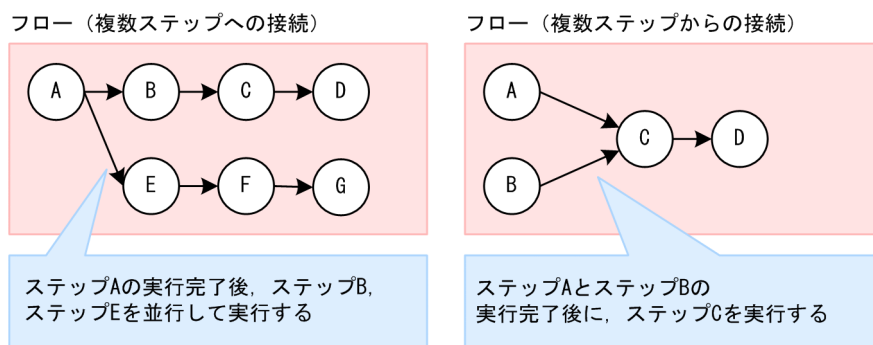 フロー（複数ステップへの接続）
A
B
C
D
E
F
G
ステップAの実行完了後，ステップB，
ステップEを並行して実行する
フロー（複数ステップからの接続）
A
B
C
D
ステップAとステップBの
実行完了後に，ステップCを実行する